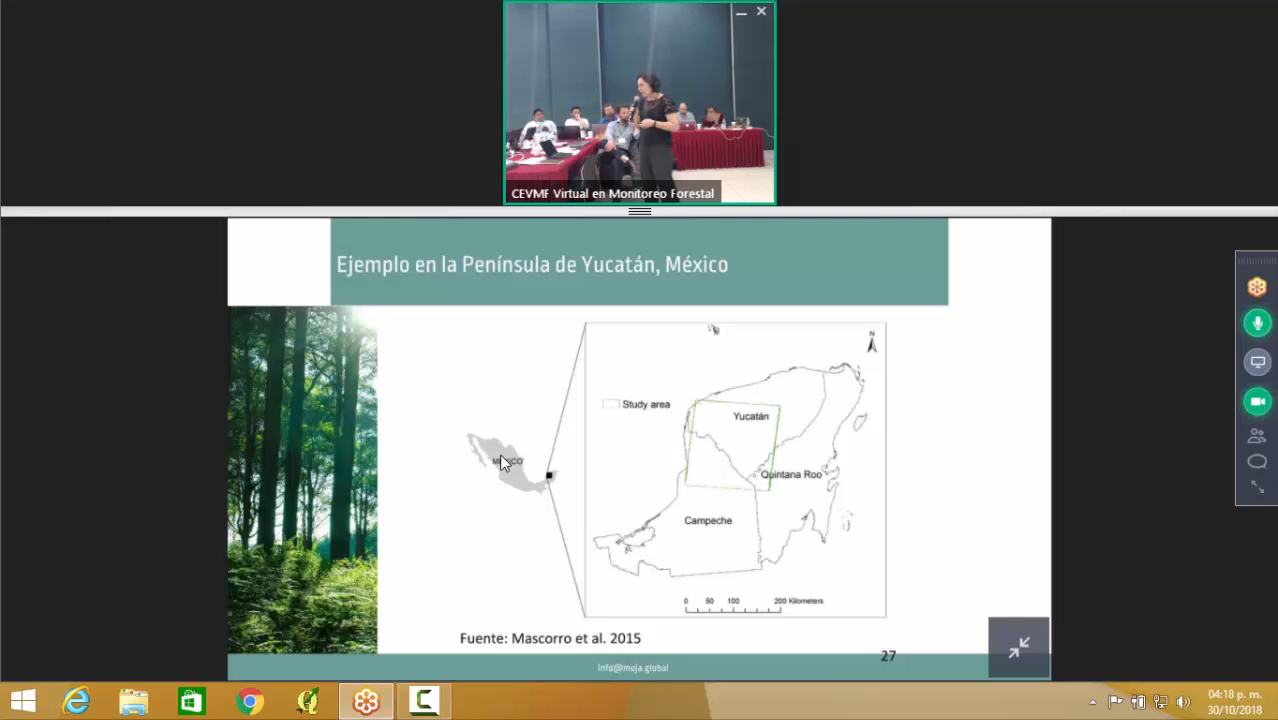 CEVMF Virtual en Monitoreo Forestal
Ejemplo en la Península de Yucatán, México
N
Study area
Yucatán
Quintana Roo
Campeche
0 50 100 200 Kilometers
Fuente: Mascorro et al. 2015
27
Info@moja.global
04:18 p. m.
30/10/2018